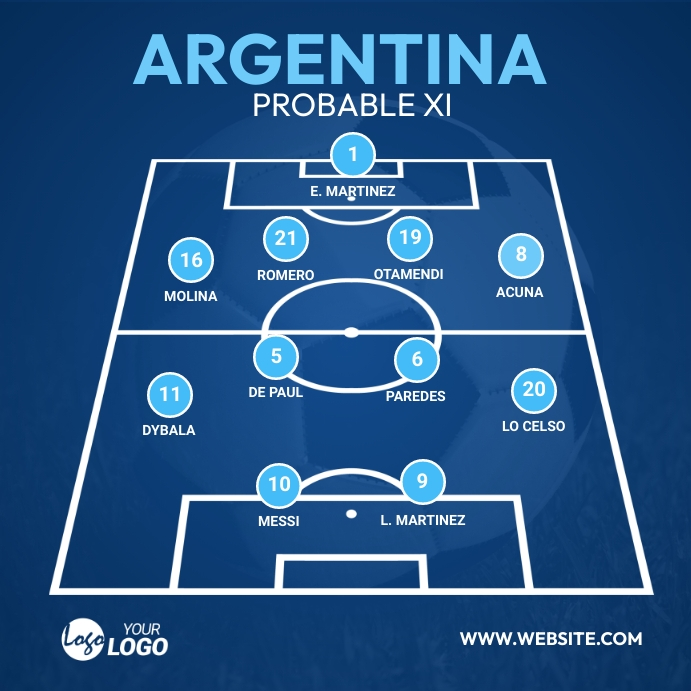 ARGENTINA
PROBABLE XI
1
E. MARTINEZ
21
ROMERO
19
OTAMENDI
16
MOLINA
8
ACUNA
5
DE PAUL
6
PAREDES
11
DYBALA
20
LO CELSO
10
MESSI
9
L. MARTINEZ
Logo
YOUR
LOGO
WWW.WEBSITE.COM